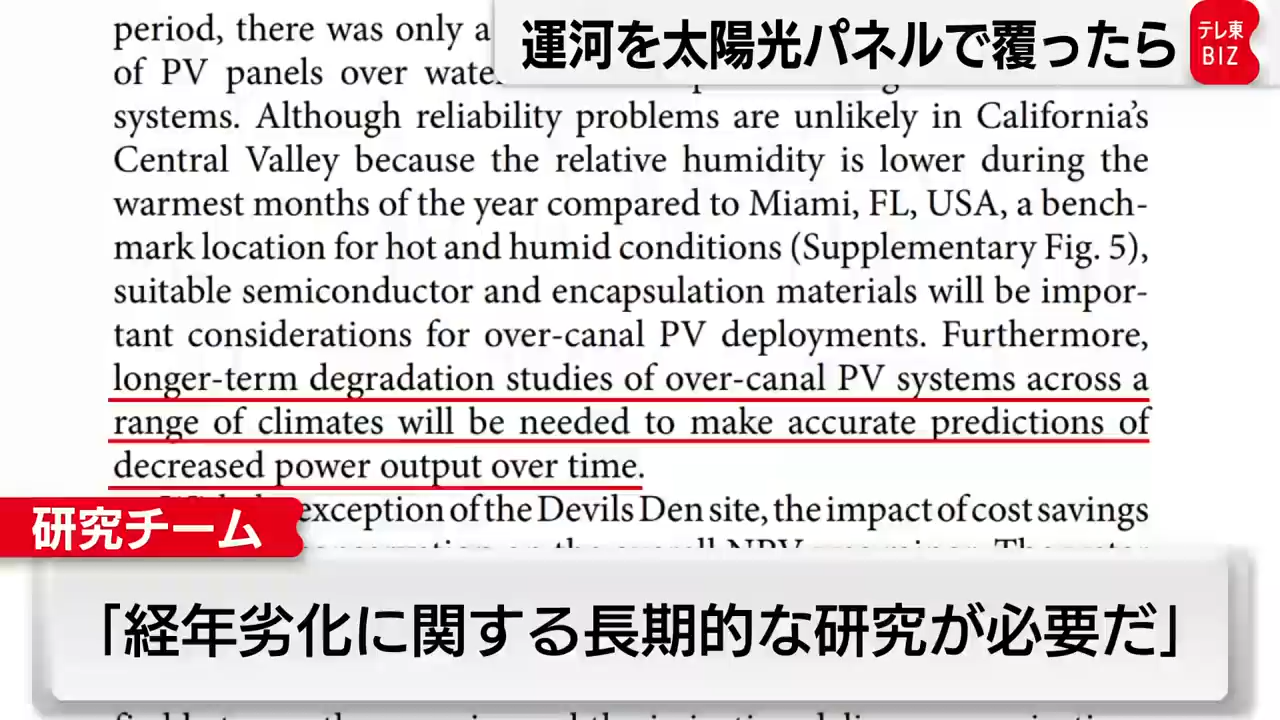 運河を太陽光パネルで覆ったら
テレ東
BIZ
period, there was only a
of PV panels over water
systems. Although reliability problems are unlikely in California's
Central Valley because the relative humidity is lower during the
warmest months of the year compared to Miami, FL, USA, a bench-
mark location for hot and humid conditions (Supplementary Fig. 5),
suitable semiconductor and encapsulation materials will be impor-
tant considerations for over-canal PV deployments. Furthermore,
longer-term degradation studies of over-canal PV systems across a
range of climates will be needed to make accurate predictions of
decreased power output over time.
exception of the Devils Den site, the impact of cost savings
研究チーム
「経年劣化に関する長期的な研究が必要だ」